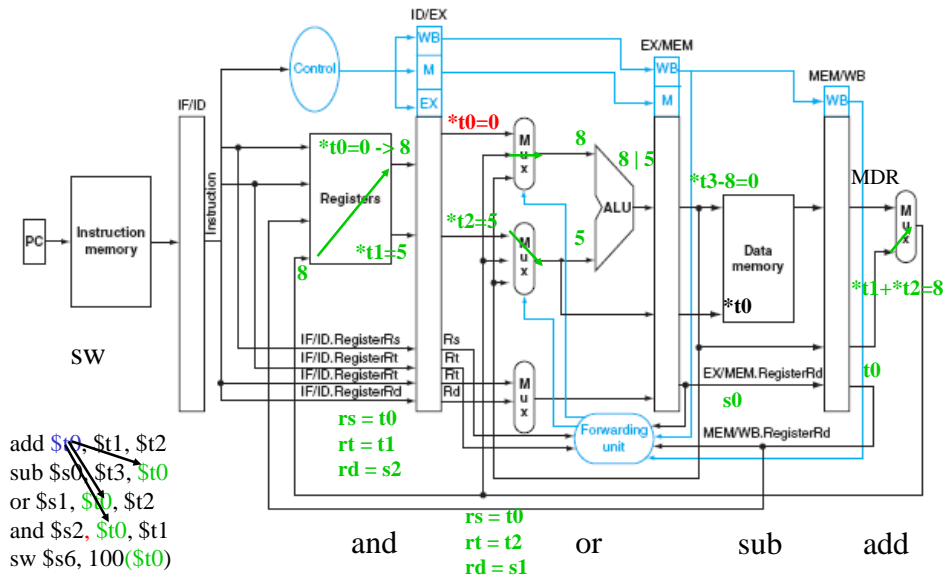 ID/EX
WB
M
EX
Control
EX/MEM
WB
M
MEM/WB
WB
IF/ID
*t0=0
*t0=0 -> 8
8
8 | 5
*t3-8=0
MDR
PC
Instruction
memory
Instruction
Registers
*t1=5
8
*t2=5
5
Mux
Mux
ALU
Data
memory
*t0
Mux
*t1+*t2=8
sw
IF/ID.RegisterRs
IF/ID.RegisterRt
IF/ID.RegisterRt
IF/ID.RegisterRd
Rs
Rt
Rt
Rd
Mux
EX/MEM.RegisterRd
t0
s0
rs = t0
rt = t1
rd = s2
Forwarding
unit
MEM/WB.RegisterRd
add $t0, $t1, $t2
sub $s0, $t3, $t0
or $s1, $t0, $t2
and $s2, $t0, $t1
sw $s6, 100($t0)
and
rs = t0
rt = t2
rd = s1
or
sub
add